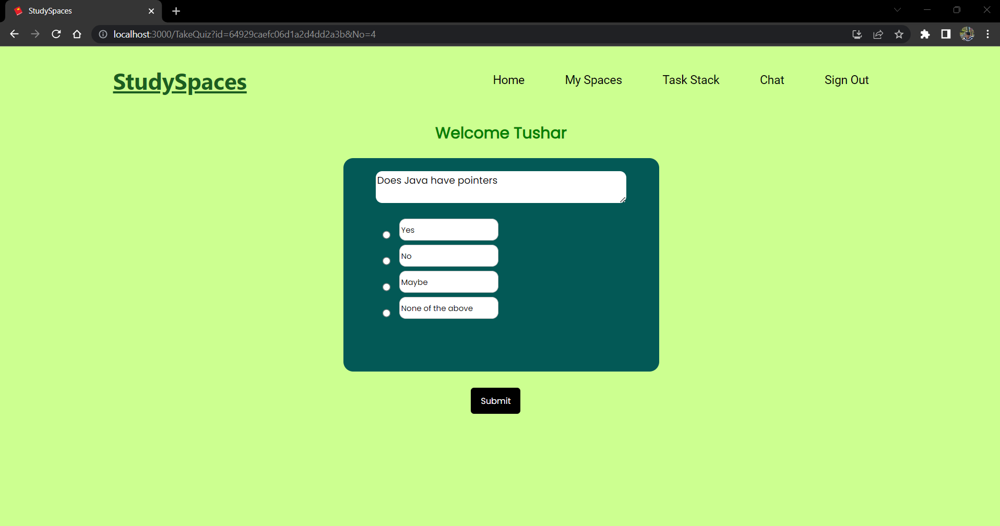 StudySpaces
localhost:3000/TakeQuiz?id=64929caefc06d1a2d4dd2a3b&No=4
StudySpaces
Home
My Spaces
Task Stack
Chat
Sign Out
Welcome Tushar
Does Java have pointers
Yes
No
Maybe
None of the above
Submit